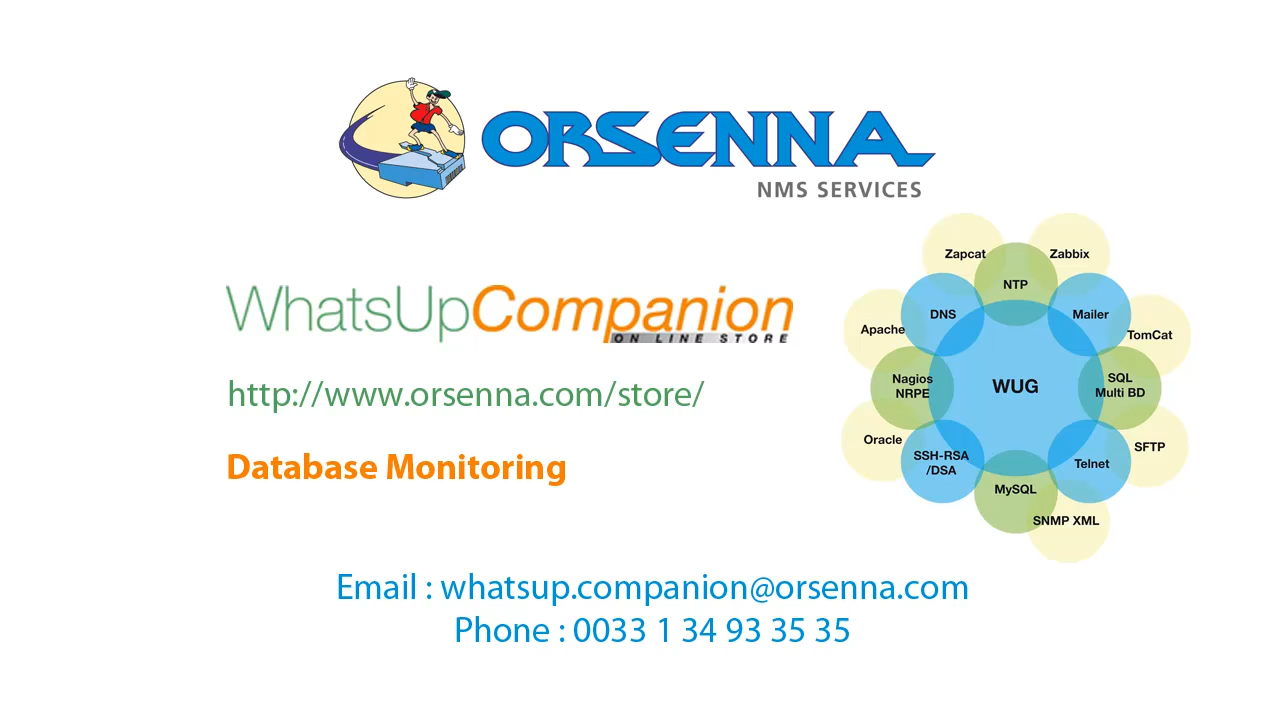 ORSENNA
NMS SERVICES
WhatsUpCompanion
ON LINE STORE
http://www.orsenna.com/store/
Database Monitoring
Zapcat
Zabbix
NTP
DNS
Mailer
Apache
TomCat
Nagios
NRPE
WUG
SQL
Multi BD
Oracle
SFTP
SSH-RSA
/DSA
Telnet
MySQL
SNMP XML
Email : whatsup.companion@orsenna.com
Phone : 0033 1 34 93 35 35